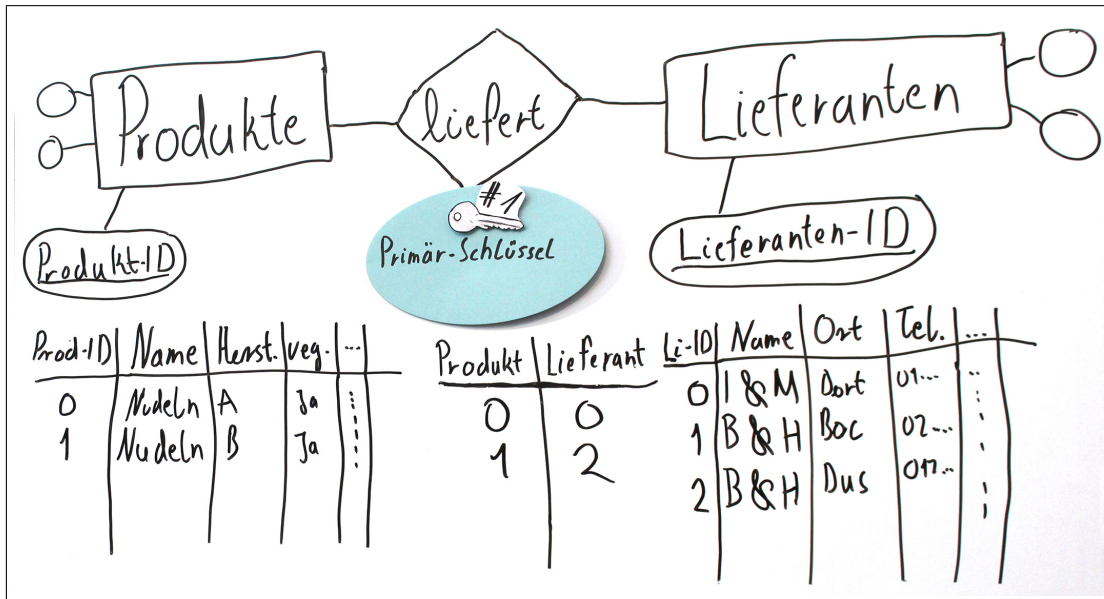 Produkte
liefert
Lieferanten
#1
Primär-Schlüssel
Produkt-ID
Lieferanten-ID
Prod-ID Name Herst. veg. ...
0 Nudeln A Ja
1 Nudeln B Ja
Produkt Lieferant
0 0
1 2
Li-ID Name Ort Tel. ...
0 I & M Dort 01...
1 B & H Boc 02...
2 B & H Dus 017...